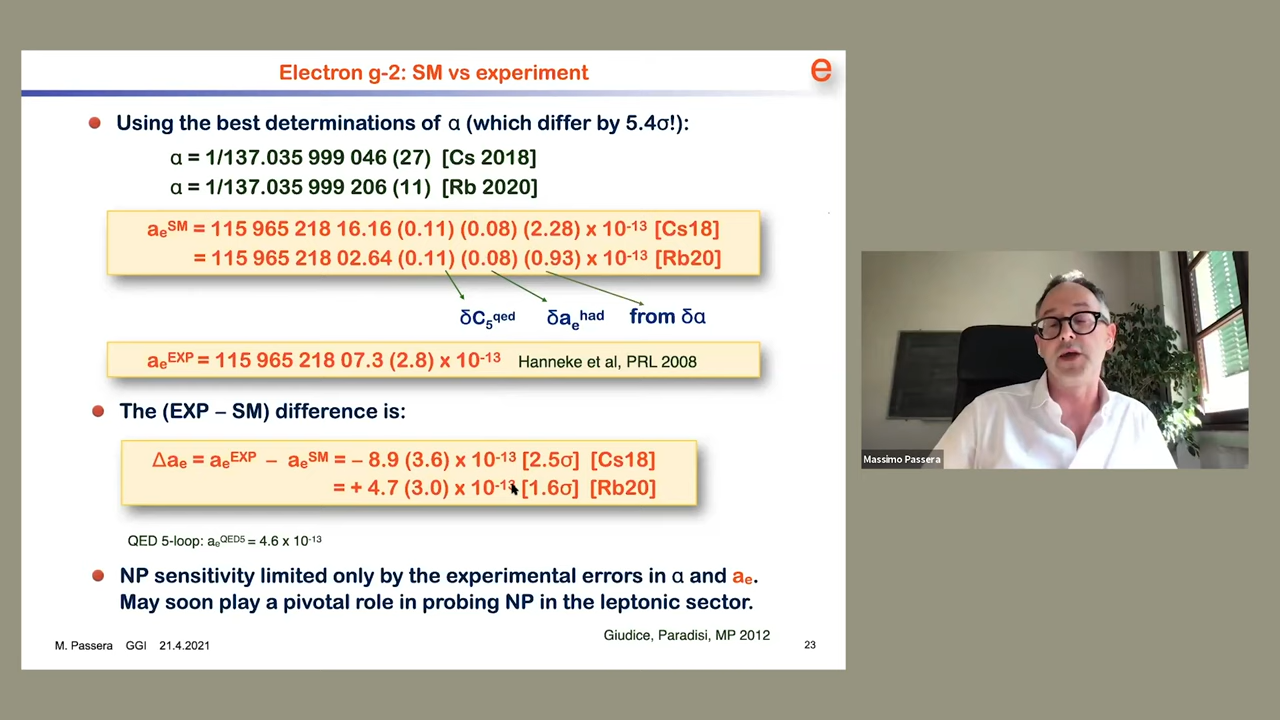 Electron g-2: SM vs experiment
e
Using the best determinations of α (which differ by 5.4σ!):
α = 1/137.035 999 046 (27) [Cs 2018]
α = 1/137.035 999 206 (11) [Rb 2020]
aₑˢᴹ = 115 965 218 16.16 (0.11) (0.08) (2.28) x 10⁻¹³ [Cs18]
= 115 965 218 02.64 (0.11) (0.08) (0.93) x 10⁻¹³ [Rb20]
δC₅qed δaₑhad from δα
aₑEXP = 115 965 218 07.3 (2.8) x 10⁻¹³ Hanneke et al, PRL 2008
The (EXP – SM) difference is:
Δaₑ = aₑEXP – aₑSM = – 8.9 (3.6) x 10⁻¹³ [2.5σ] [Cs18]
= + 4.7 (3.0) x 10⁻¹³ [1.6σ] [Rb20]
QED 5-loop: aₑQED5 = 4.6 x 10⁻¹³
NP sensitivity limited only by the experimental errors in α and aₑ.
May soon play a pivotal role in probing NP in the leptonic sector.
Giudice, Paradisi, MP 2012
M. Passera GGI 21.4.2021
23
Massimo Passera